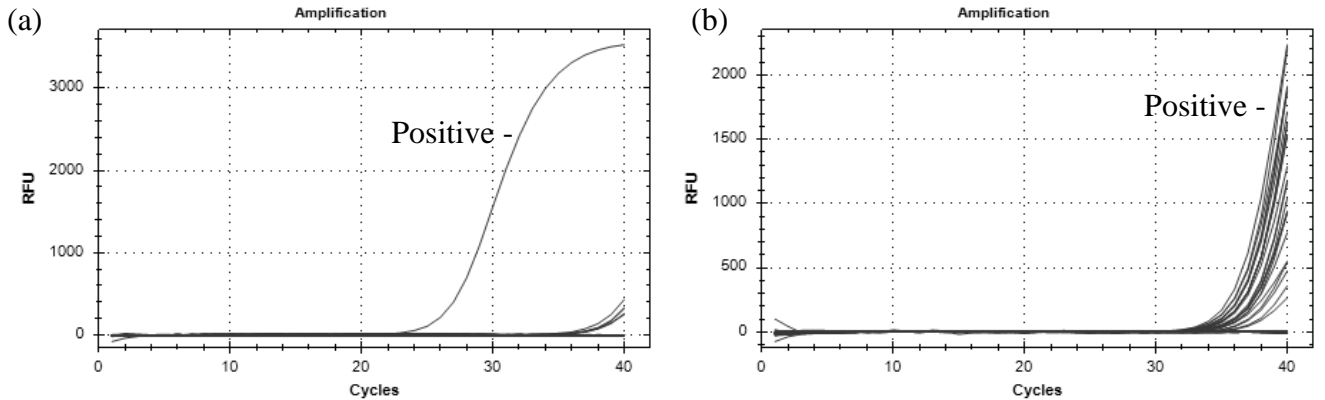 (a)
Amplification
3000
2000
1000
0
RFU
Positive -
0 10 20 30 40
Cycles
(b)
Amplification
2000
1500
1000
500
0
RFU
Positive -
0 10 20 30 40
Cycles